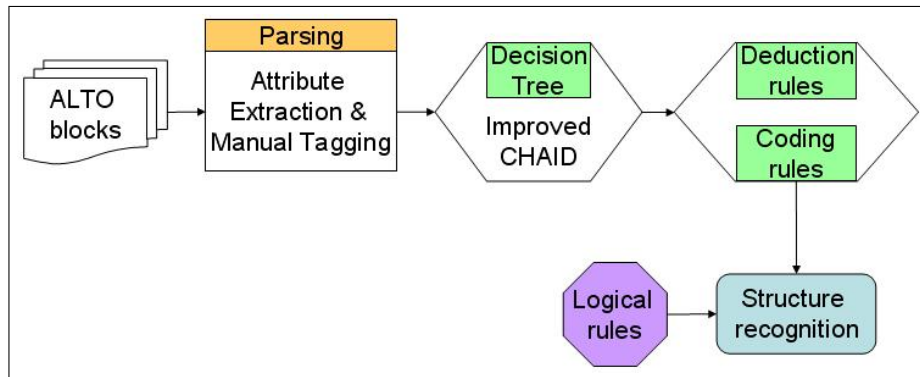 ALTO
blocks
Parsing
Attribute
Extraction &
Manual Tagging
Decision
Tree
Improved
CHAID
Deduction
rules
Coding
rules
Logical
rules
Structure
recognition